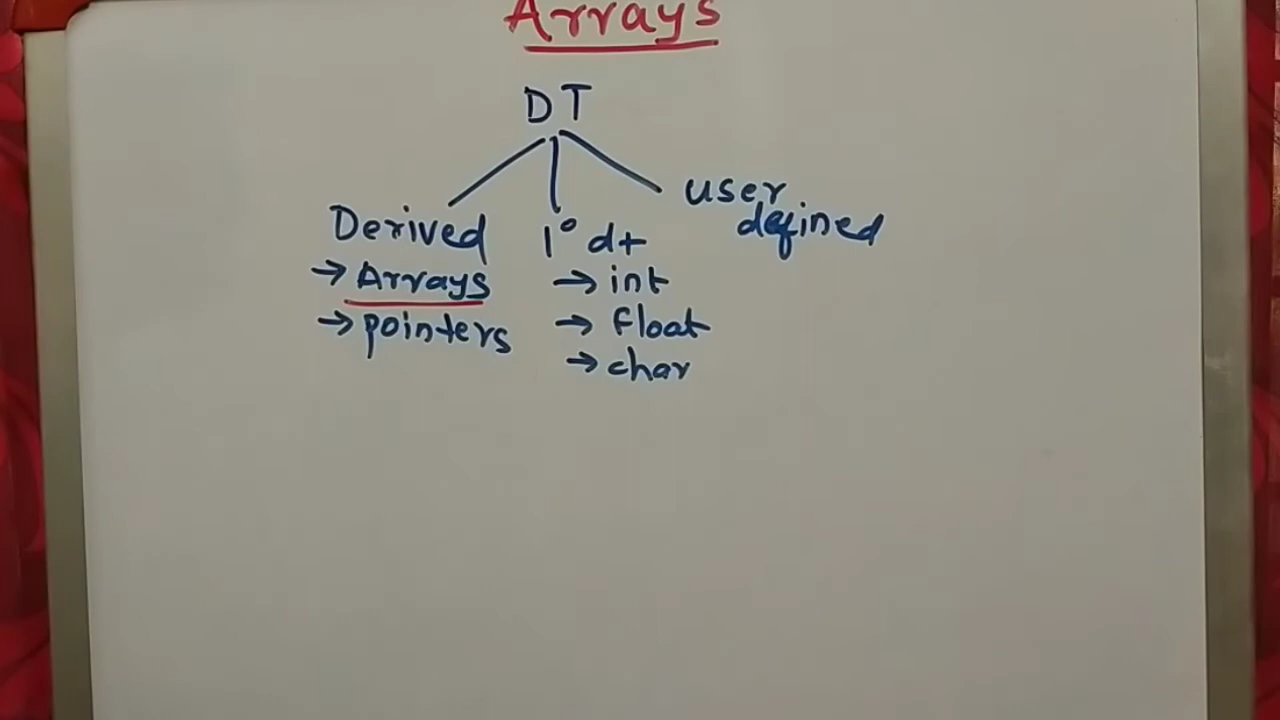 Arrays
DT
Derived
→ Arrays
→ pointers
1° dt
→ int
→ float
→ char
user
defined